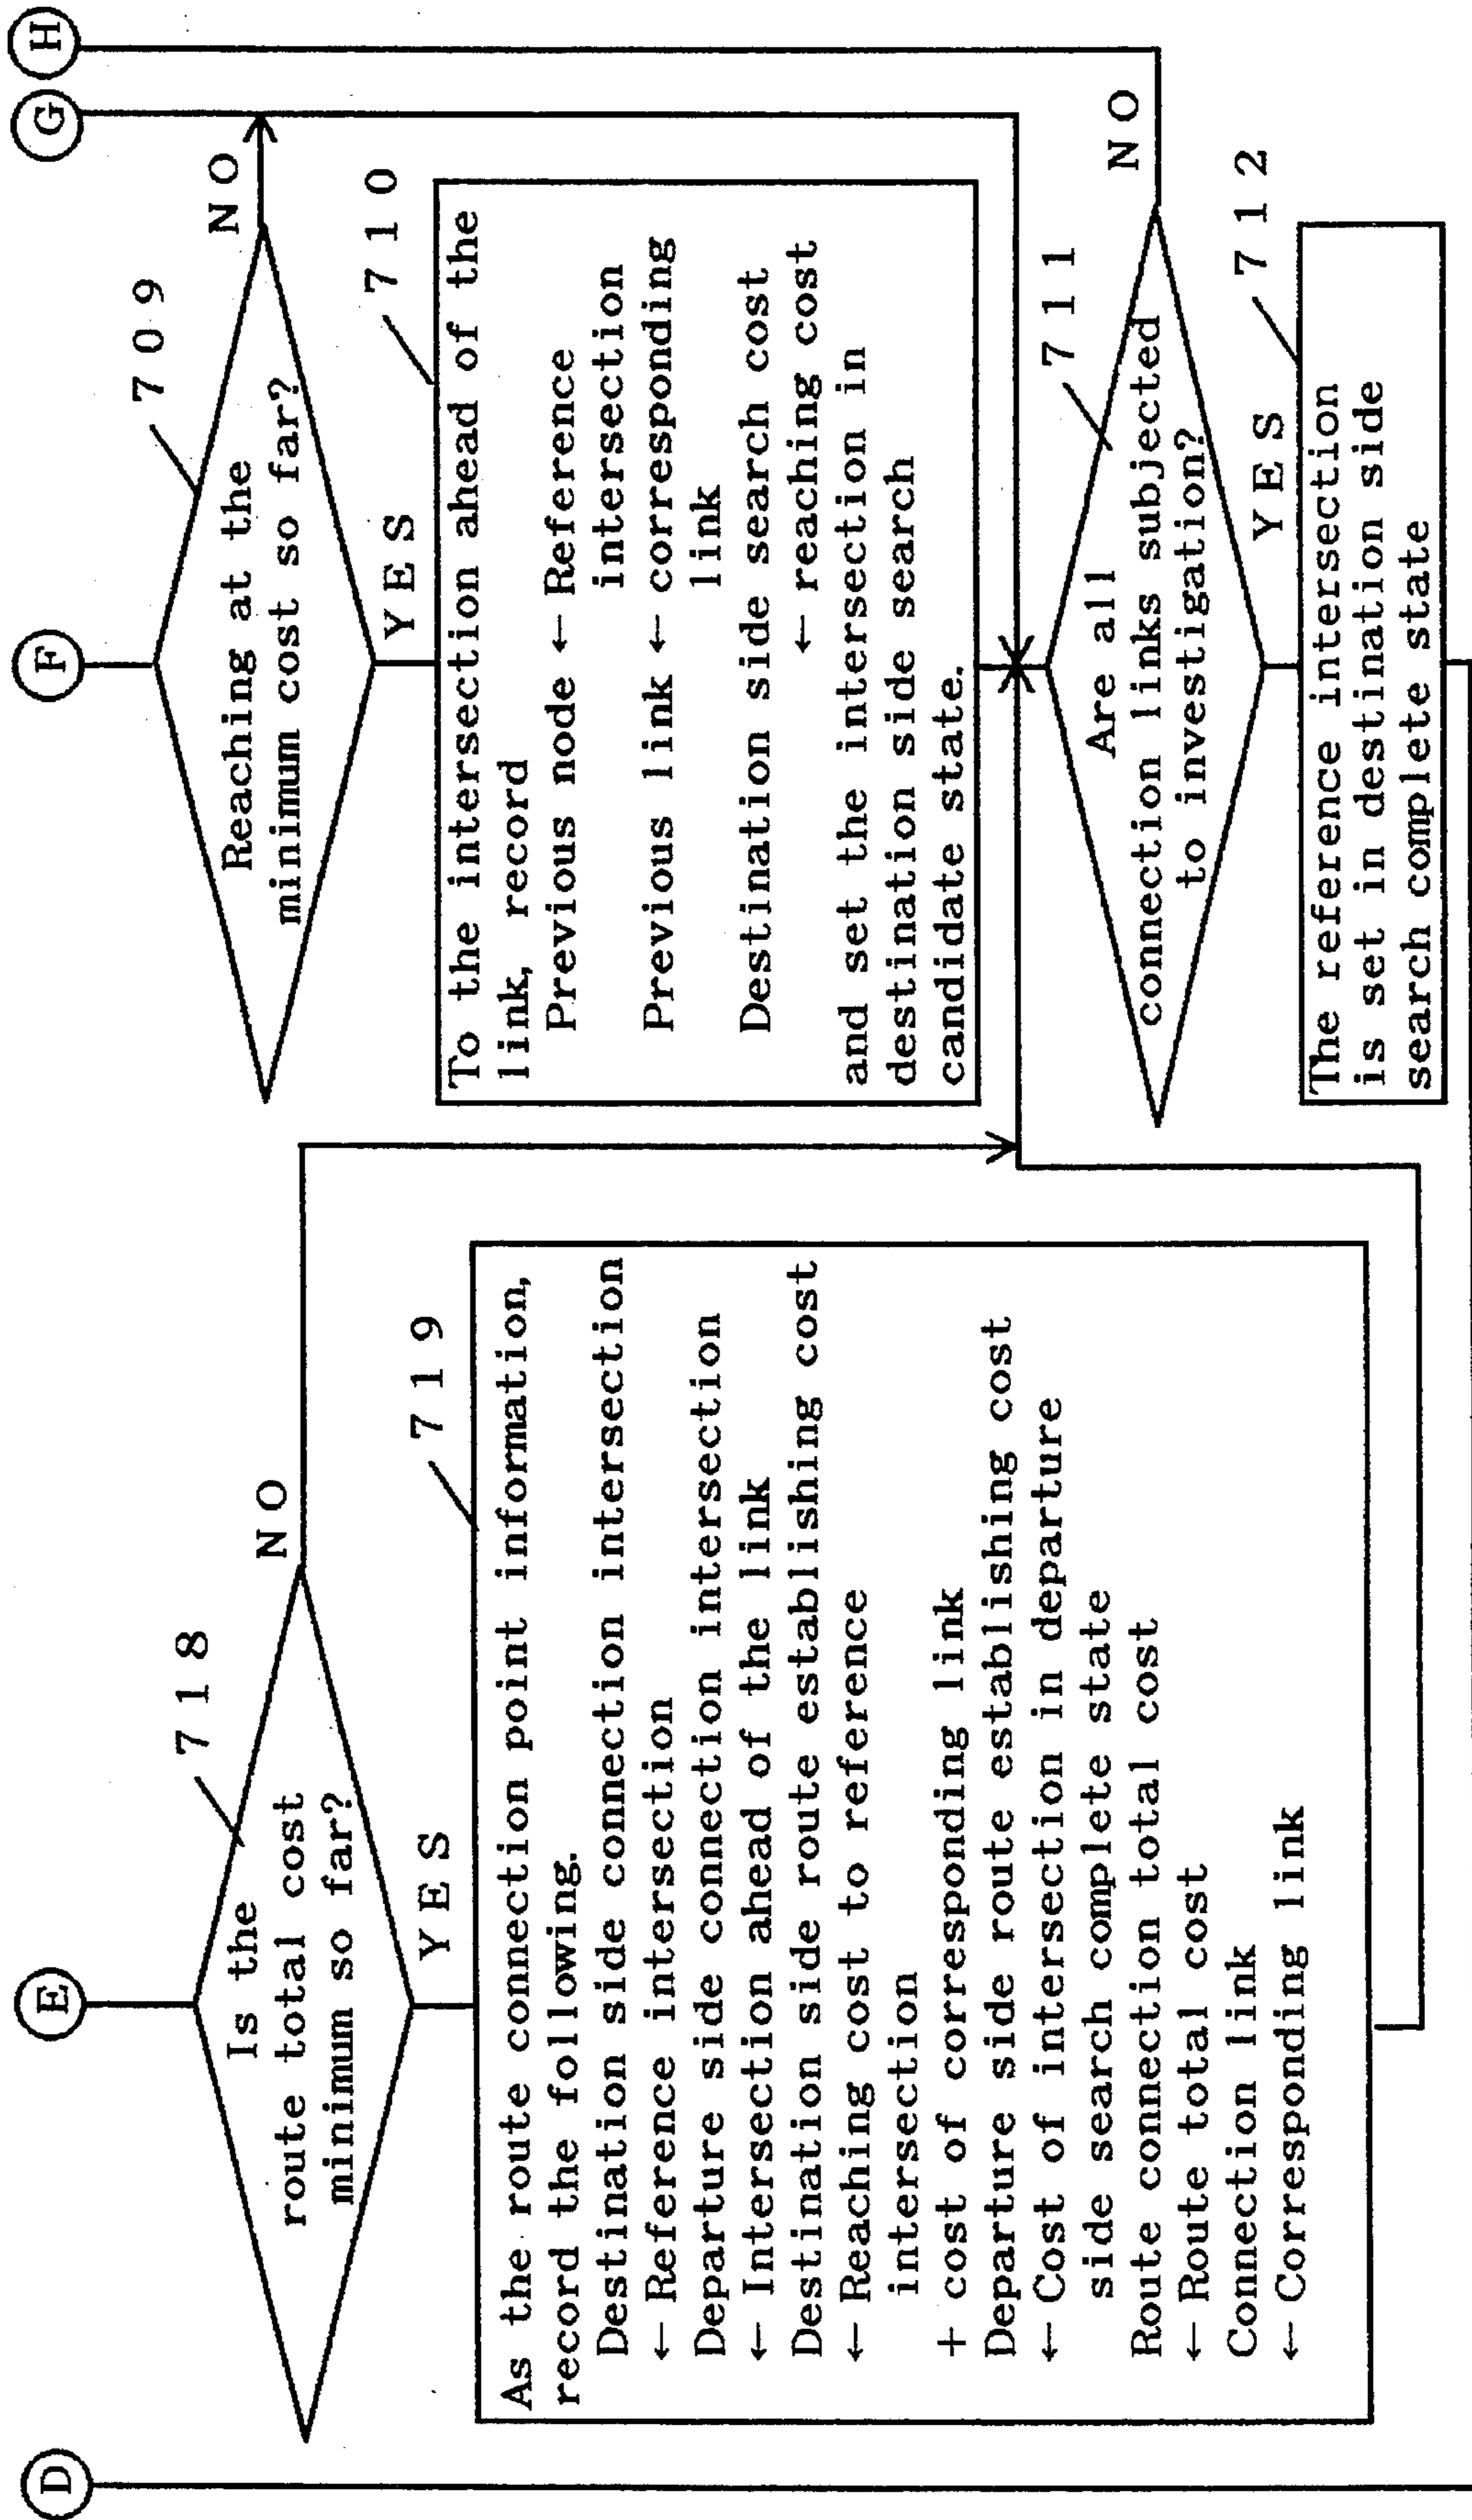 D
E
F
G
H
718
Is the
route total cost
minimum so far?
NO
YES
719
As the route connection point information,
record the following.
Destination side connection intersection
← Reference intersection
Departure side connection intersection
← Intersection ahead of the link
Destination side route establishing cost
← Reaching cost to reference
intersection
+ cost of corresponding link
Departure side route establishing cost
← Cost of intersection in departure
side search complete state
Route connection total cost
← Route total cost
Connection link
← Corresponding link
709
Reaching at the
minimum cost so far?
NO
YES
710
To the intersection ahead of the
link, record
Previous node ← Reference
intersection
Previous link ← corresponding
link
Destination side search cost
← reaching cost
and set the intersection in
destination side search
candidate state.
711
Are all
connection links subjected
to investigation?
NO
YES
712
The reference intersection
is set in destination side
search complete state